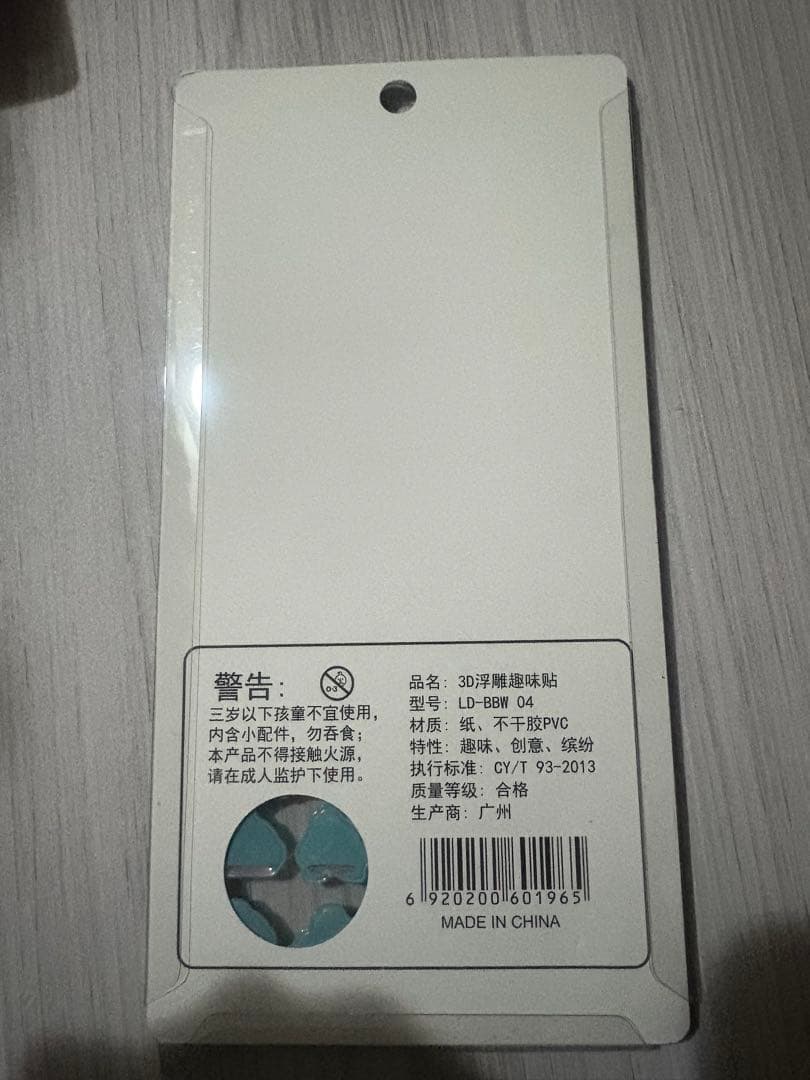 警告:
0-3
三岁以下孩童不宜使用,
内含小配件, 勿吞食;
本产品不得接触火源,
请在成人监护下使用。
品名: 3D浮雕趣味贴
型号: LD-BBW 04
材质: 纸、不干胶PVC
特性: 趣味、创意、缤纷
执行标准: CY/T 93-2013
质量等级: 合格
生产商: 广州
6 920200 601965
MADE IN CHINA